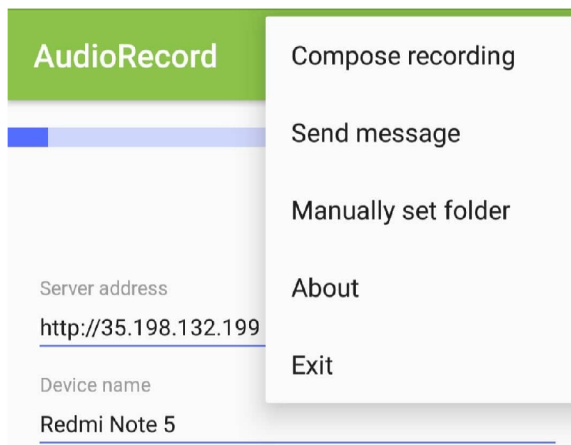 AudioRecord
Compose recording
Send message
Manually set folder
About
Exit
Server address
http://35.198.132.199
Device name
Redmi Note 5